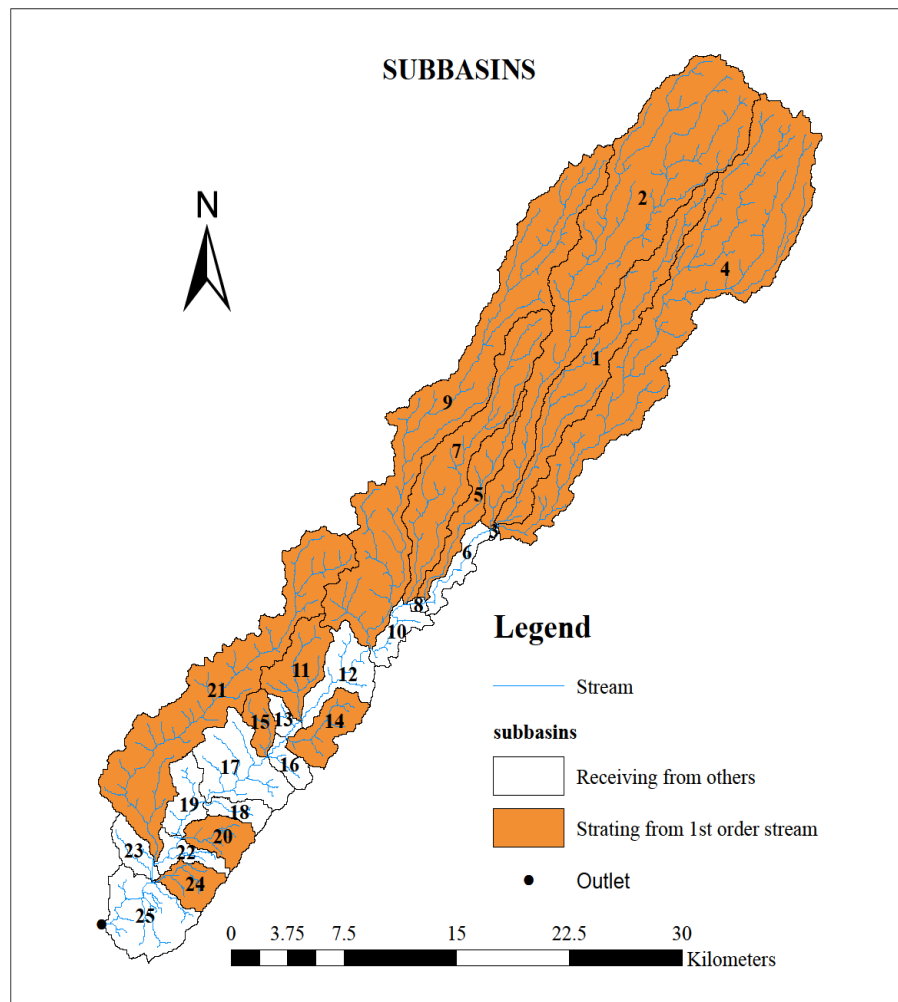 SUBBASINS
N
2
4
1
9
7
5
3
6
8
10
12
11
21
15
13
14
17
16
19
18
20
23
22
24
25
Legend
Stream
subbasins
Receiving from others
Strating from 1st order stream
Outlet
0 3.75 7.5 15 22.5 30
Kilometers